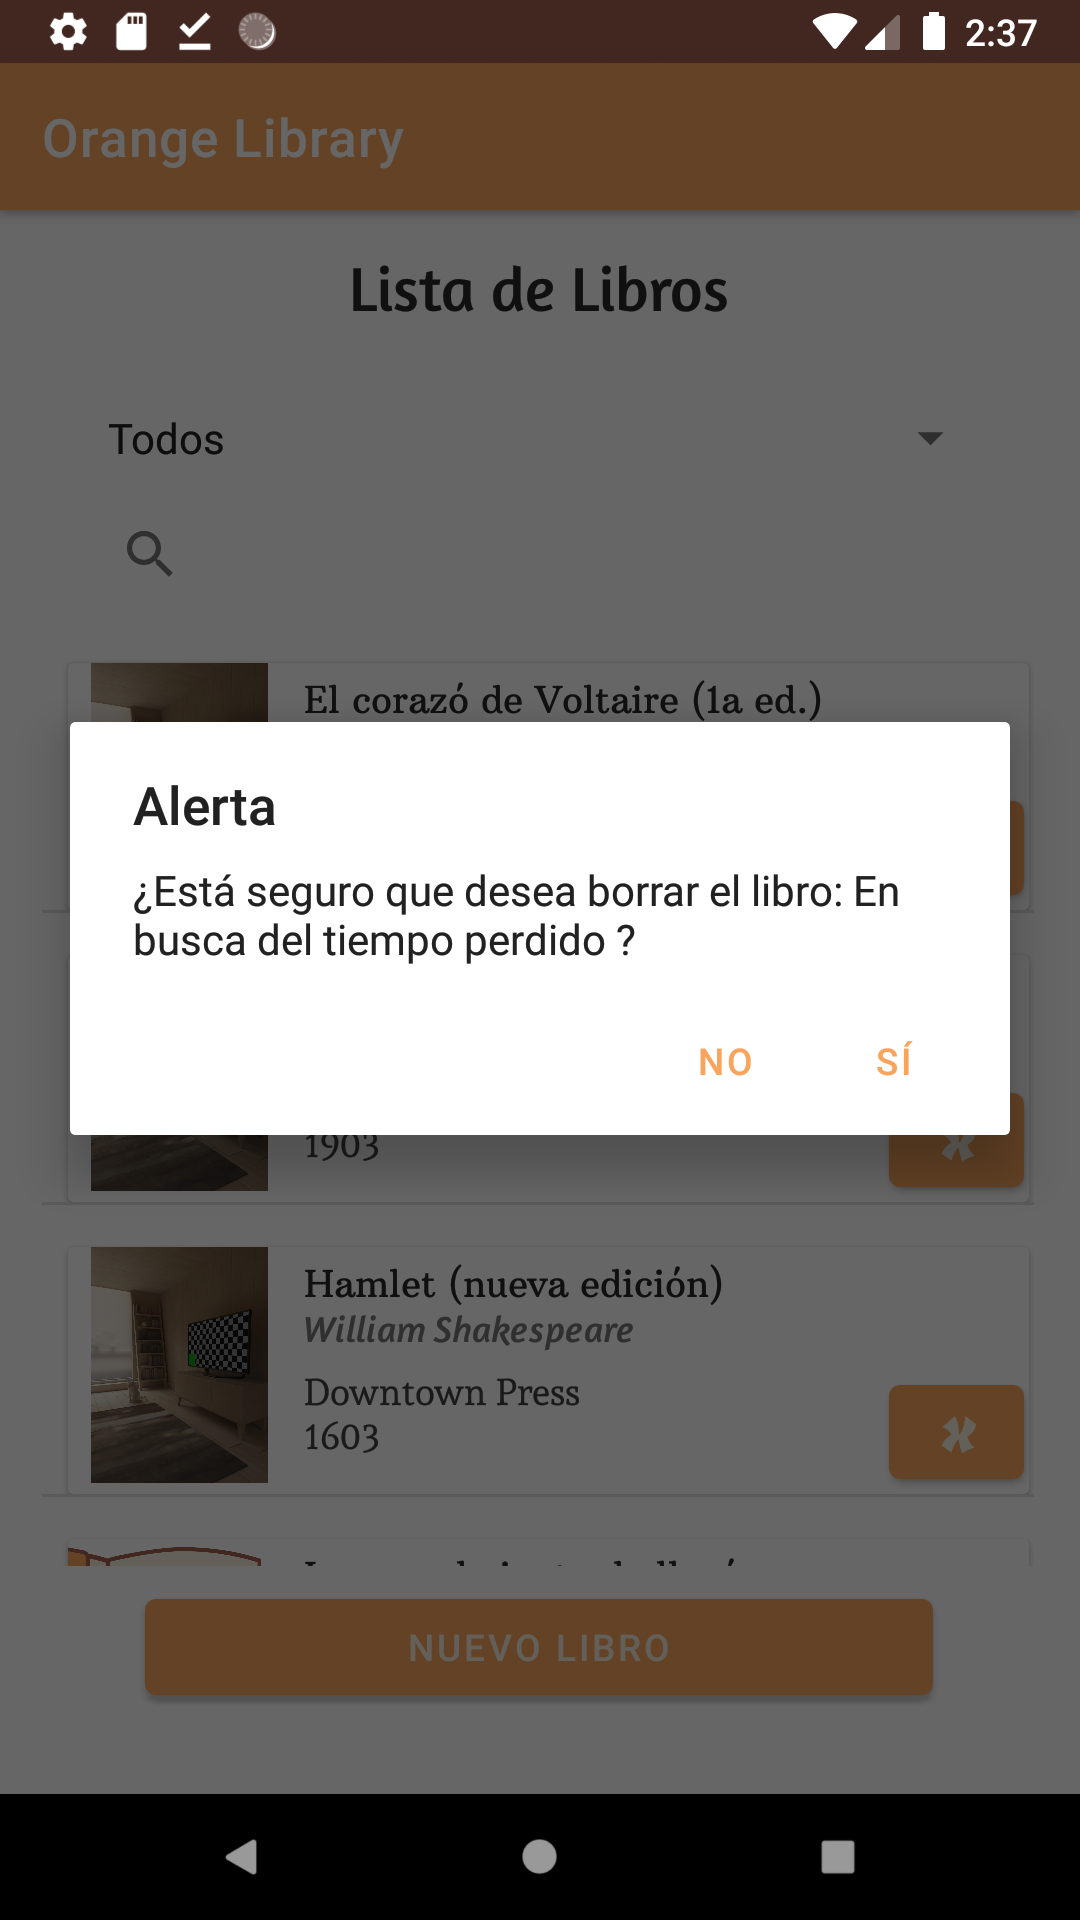 2:37
Orange Library
Lista de Libros
Todos
El corazó de Voltaire (1a ed.)
Alerta
¿Está seguro que desea borrar el libro: En
busca del tiempo perdido ?
NO SÍ
1903
Hamlet (nueva edición)
William Shakespeare
Downtown Press
1603
NUEVO LIBRO